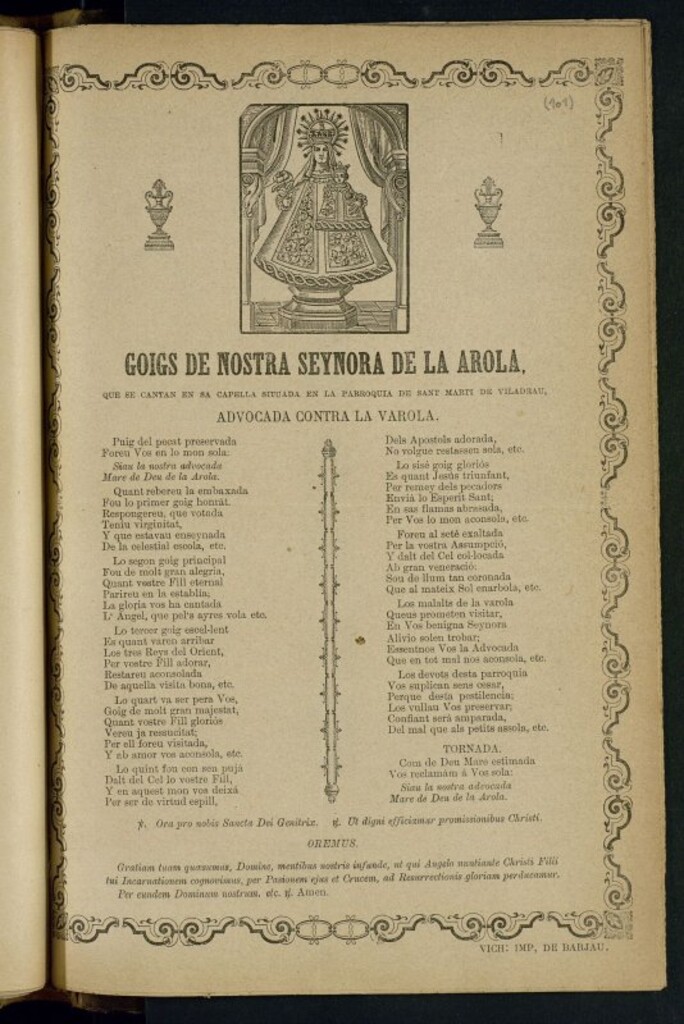 (101)
GOIGS DE NOSTRA SEYNORA DE LA AROLA,
QUE SE CANTAN EN SA CAPELLA SITUADA EN LA PARROQUIA DE SANT MARTI DE VILADRAU,
ADVOCADA CONTRA LA VAROLA.
Puig del pecat preservada
Foreu Vos en lo mon sola:
Siau la nostra advocada
Mare de Deu de la Arola.
Quant rebereu la embaxada
Fou lo primer goig honrat.
Respongereu, que votada
Teniu virginitat,
Y que estavau enseynada
De la celestial escola, etc.
Lo segon goig principal
Fou de molt gran alegria,
Quant vostre Fill eternal
Parireu en la establia;
La gloria vos ha cantada
L' Angel, que pel's ayres vola etc.
Lo tercer goig escel-lent
Es quant varen arribar
Los tres Reys del Orient,
Per vostre Fill adorar,
Restareu aconsolada
De aquella visita bona, etc.
Lo quart va ser pera Vos,
Goig de molt gran majestat,
Quant vostre Fill gloriós
Vereu ja ressucitat;
Per ell foreu visitada,
Y ab amor vos aconsola, etc.
Lo quint fou con sen pujá
Dalt del Cel lo vostre Fill,
Y en aquest mon vos deixá
Per ser de virtud espill,
Dels Apostols adorada,
No volgue restasseu sola, etc.
Lo sisé goig gloriós
Es quant Jesús triunfant,
Per remey dels pecadors
Enviá lo Esperit Sant;
En sas flamas abrasada,
Per Vos lo mon aconsola, etc.
Foreu al seté exaltada
Per la vostra Assumpció,
Y dalt del Cel col-locada
Ab gran veneració:
Sou de llum tan coronada
Que al mateix Sol enarbola, etc.
Los malalts de la varola
Queus prometen visitar,
En Vos benigna Seynora
Alivio solen trobar;
Essentnos Vos la Advocada
Que en tot mal nos aconsola, etc.
Los devots desta parroquia
Vos suplican sens cesar,
Perque desta pestilencia;
Los vullau Vos preservar;
Confiant será amparada,
Del mal que als petits assola, etc.
TORNADA.
Com de Deu Mare estimada
Vos reclamám á Vos sola:
Siau la nostra advocada
Mare de Deu de la Arola.
℣. Ora pro nobis Sancta Dei Genitrix. ℟. Ut digni efficiamur promissionibus Christi.
OREMUS.
Gratiam tuam quæsumus, Domine, mentibus nostris infunde, ut qui Angelo nuntiante Christi Filii
tui Incarnationem cognovimus, per Pasionem ejus et Crucem, ad Resurrectionis gloriam perducamur.
Per eundem Dominum nostrum. etc. ℟. Amen.
VICH: IMP, DE BARJAU.